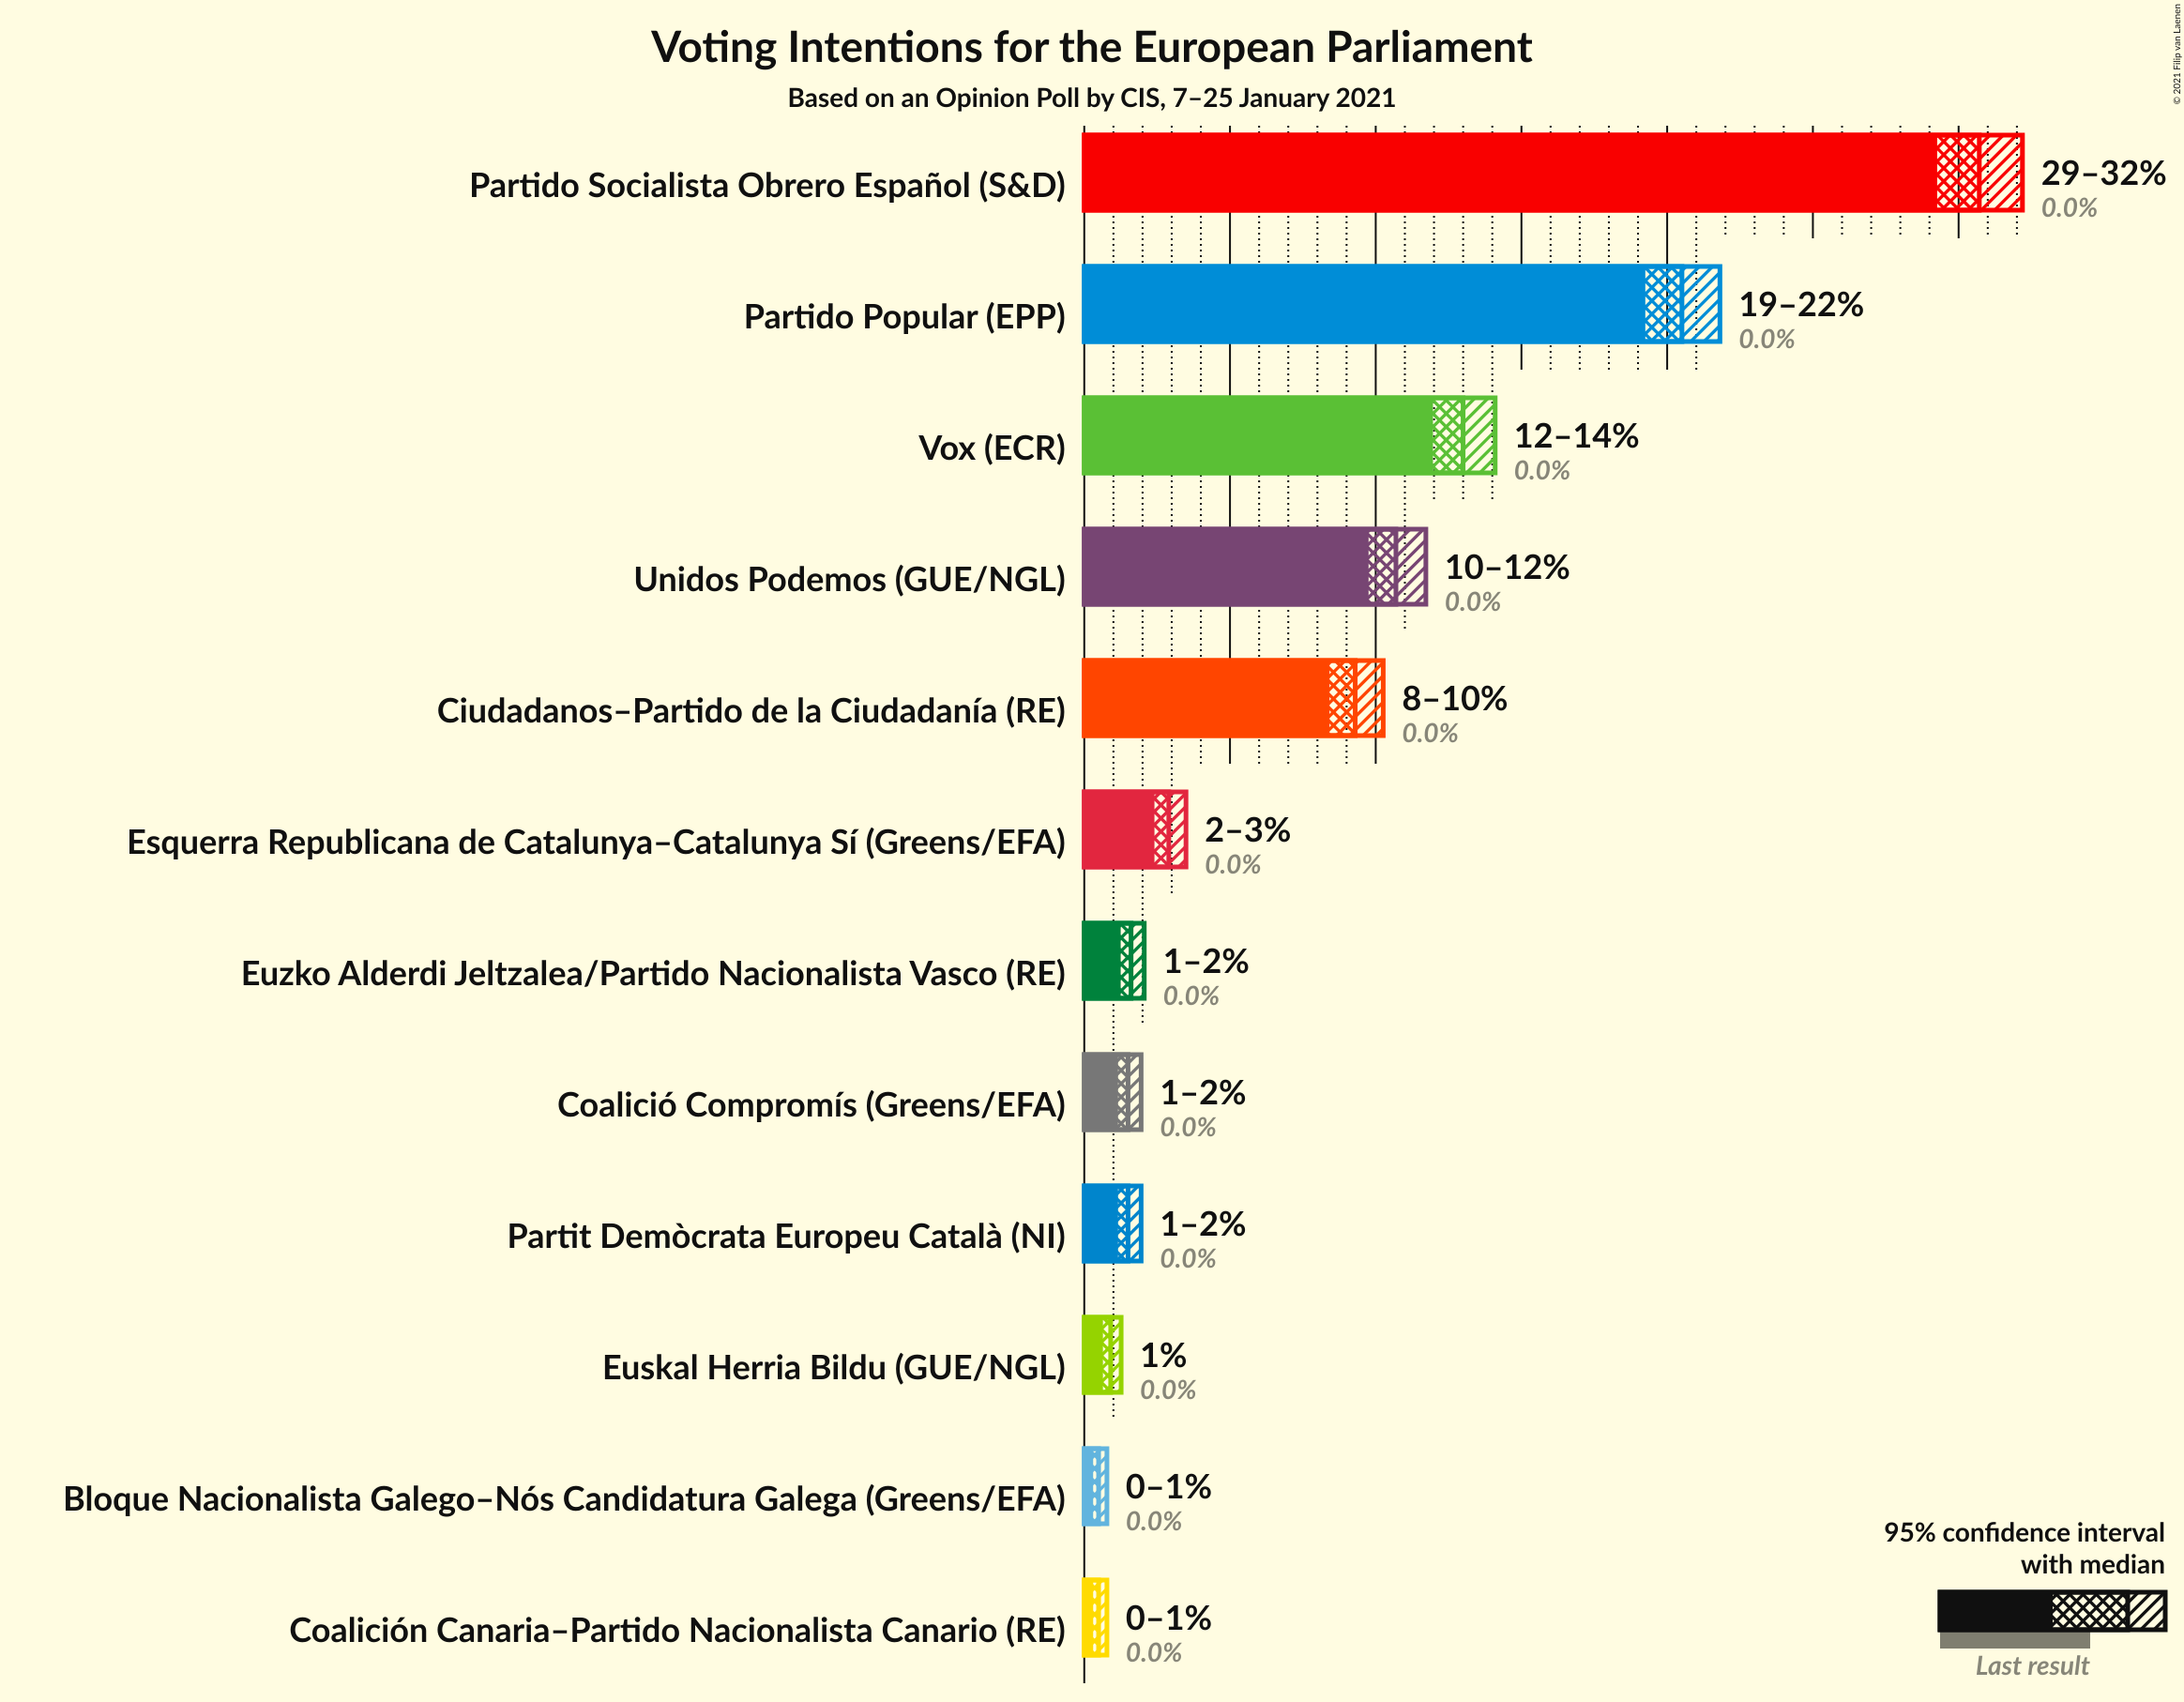 Voting Intentions for the European Parliament
Based on an Opinion Poll by CIS, 7–25 January 2021
© 2021 Filip van Laenen
Partido Socialista Obrero Español (S&D)
29–32%
0.0%
Partido Popular (EPP)
19–22%
0.0%
Vox (ECR)
12–14%
0.0%
Unidos Podemos (GUE/NGL)
10–12%
0.0%
Ciudadanos–Partido de la Ciudadanía (RE)
8–10%
0.0%
Esquerra Republicana de Catalunya–Catalunya Sí (Greens/EFA)
2–3%
0.0%
Euzko Alderdi Jeltzalea/Partido Nacionalista Vasco (RE)
1–2%
0.0%
Coalició Compromís (Greens/EFA)
1–2%
0.0%
Partit Demòcrata Europeu Català (NI)
1–2%
0.0%
Euskal Herria Bildu (GUE/NGL)
1%
0.0%
Bloque Nacionalista Galego–Nós Candidatura Galega (Greens/EFA)
0–1%
0.0%
Coalición Canaria–Partido Nacionalista Canario (RE)
0–1%
0.0%
95% confidence interval
with median
Last result